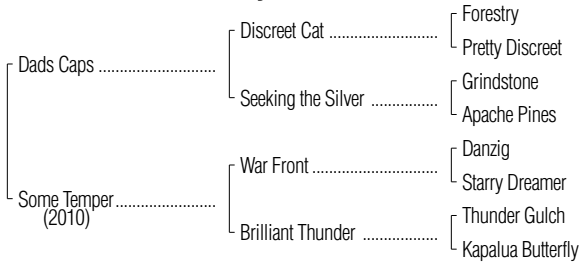 Forestry
Discreet Cat ......................
Pretty Discreet
Dads Caps ........................
Grindstone
Seeking the Silver ..............
Apache Pines
Danzig
War Front ..........................
Starry Dreamer
Some Temper....................
(2010)
Thunder Gulch
Brilliant Thunder ................
Kapalua Butterfly